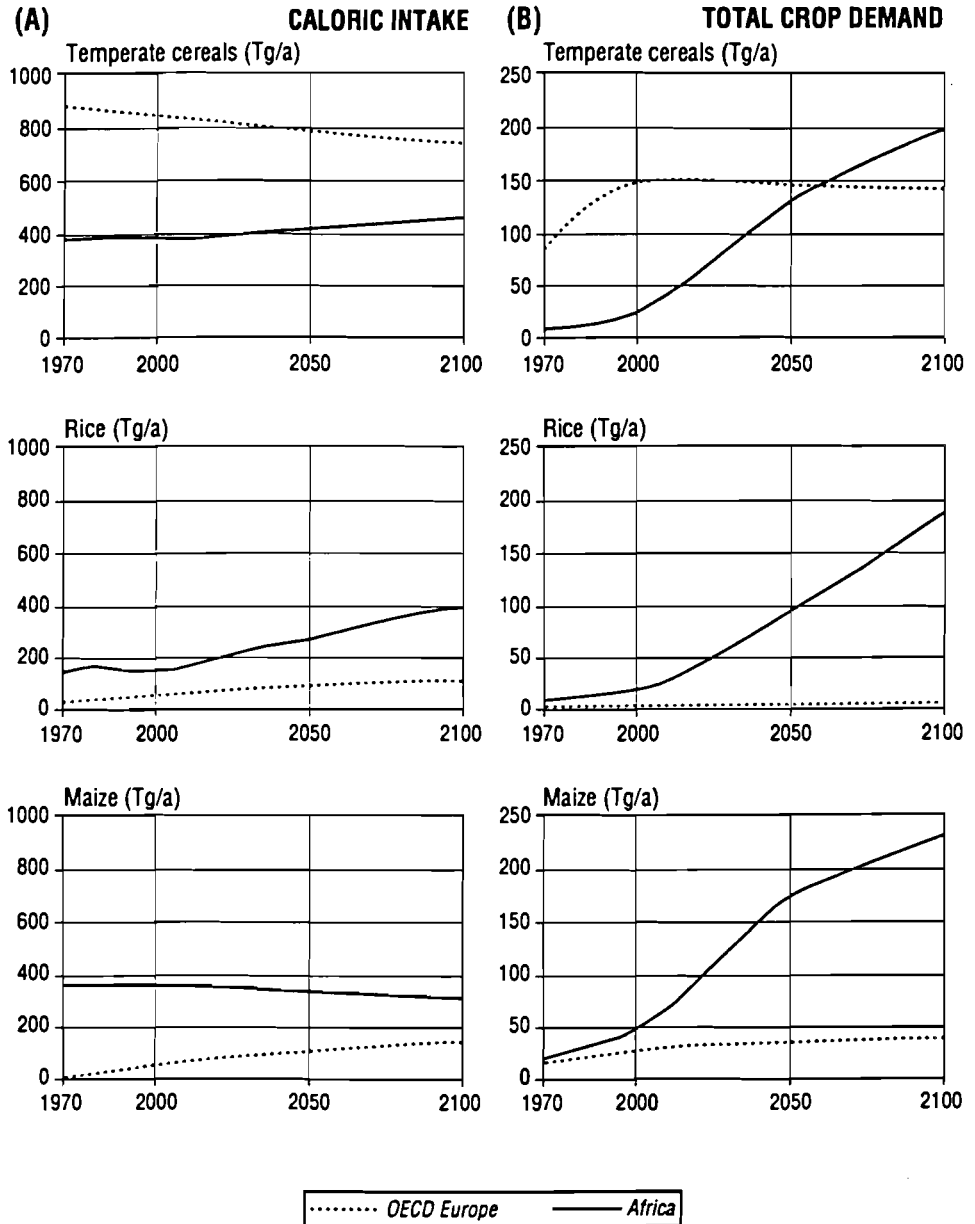 (A) CALORIC INTAKE
Temperate cereals (Tg/a)
1000
800
600
400
200
0
1970 2000 2050 2100
Rice (Tg/a)
1000
800
600
400
200
0
1970 2000 2050 2100
Maize (Tg/a)
1000
800
600
400
200
0
1970 2000 2050 2100
(B) TOTAL CROP DEMAND
Temperate cereals (Tg/a)
250
200
150
100
50
0
1970 2000 2050 2100
Rice (Tg/a)
250
200
150
100
50
0
1970 2000 2050 2100
Maize (Tg/a)
250
200
150
100
50
0
1970 2000 2050 2100
OECD Europe Africa